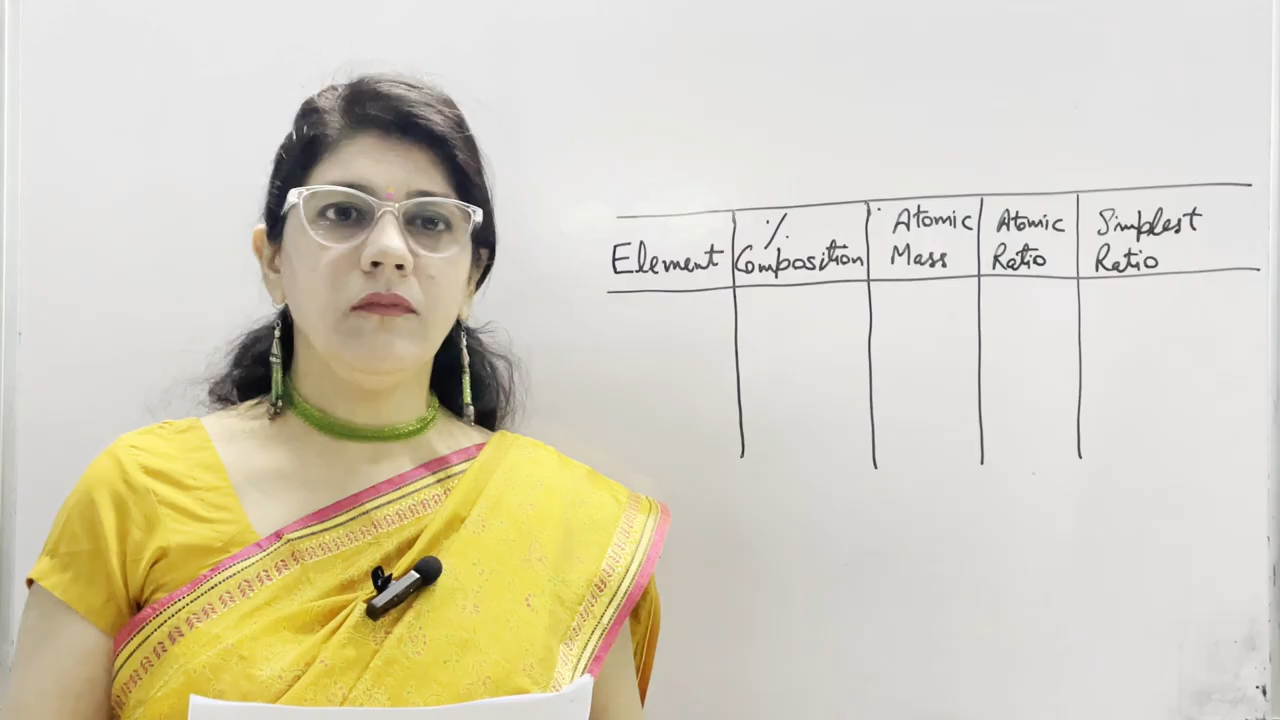 Element
%
Composition
Atomic
Mass
Atomic
Ratio
Simplest
Ratio